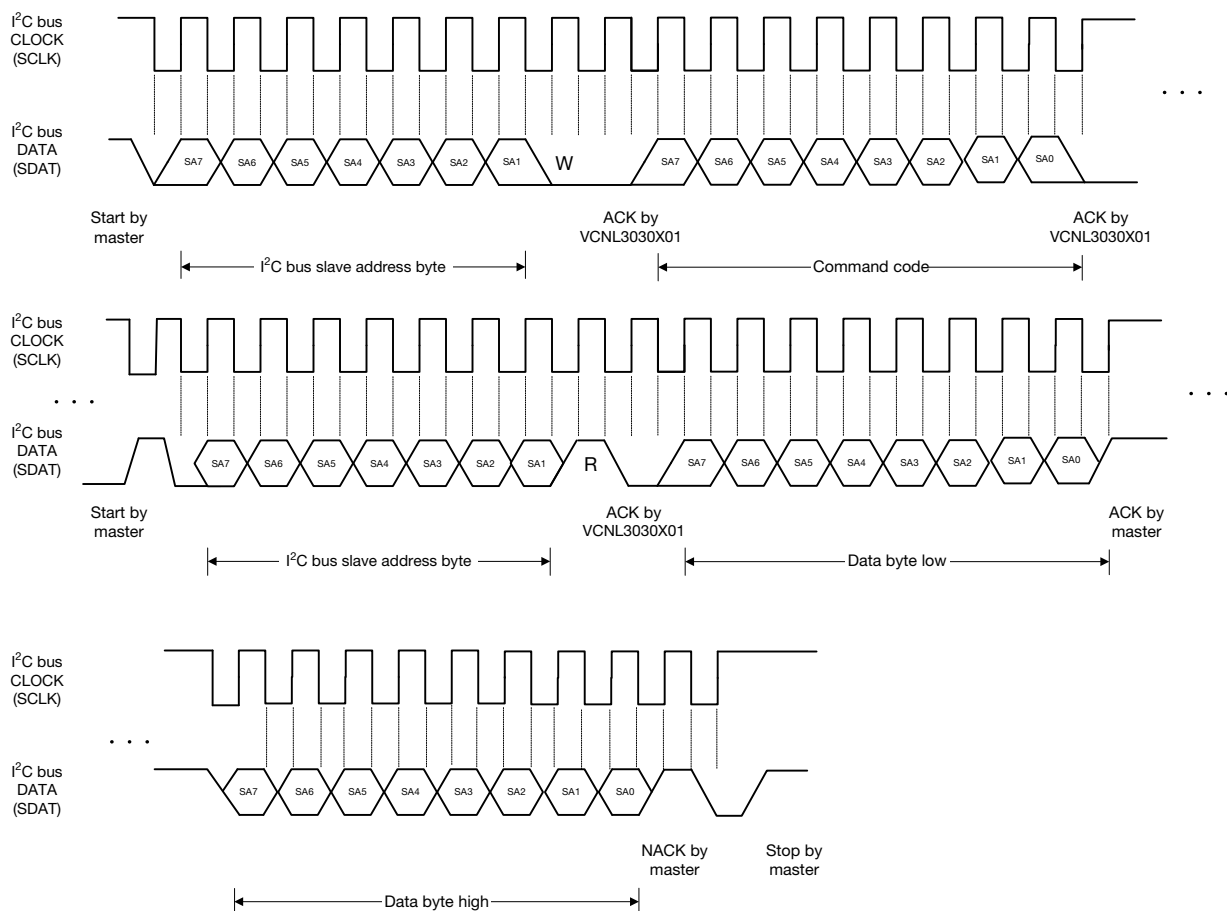 I²C bus
CLOCK
(SCLK)
. . .
I²C bus
DATA
(SDAT)
SA7 SA6 SA5 SA4 SA3 SA2 SA1 W SA7 SA6 SA5 SA4 SA3 SA2 SA1 SA0
Start by
master
ACK by
VCNL3030X01
ACK by
VCNL3030X01
I²C bus slave address byte
Command code
I²C bus
CLOCK
(SCLK)
. . .
. . .
I²C bus
DATA
(SDAT)
SA7 SA6 SA5 SA4 SA3 SA2 SA1 R SA7 SA6 SA5 SA4 SA3 SA2 SA1 SA0
Start by
master
ACK by
VCNL3030X01
ACK by
master
I²C bus slave address byte
Data byte low
I²C bus
CLOCK
(SCLK)
. . .
I²C bus
DATA
(SDAT)
SA7 SA6 SA5 SA4 SA3 SA2 SA1 SA0
NACK by
master
Stop by
master
Data byte high